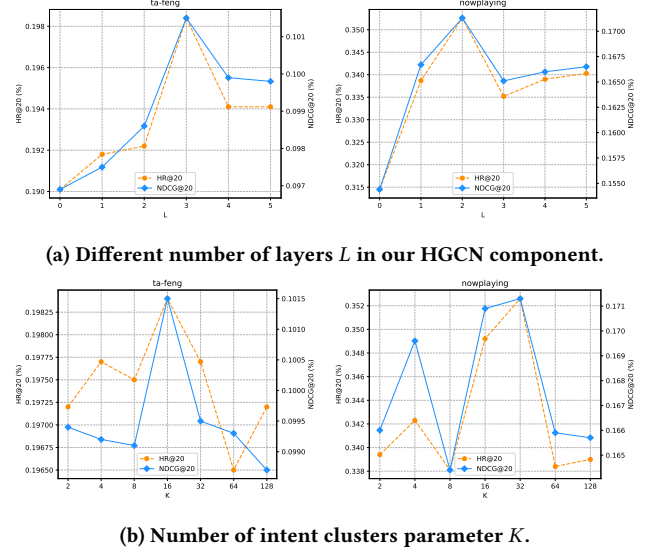 ta-feng
nowplaying
0.198
0.196
0.194
0.192
0.190
HR@20 (%)
0.101
0.100
0.099
0.098
0.097
NDCG@20 (%)
HR@20
NDCG@20
0 1 2 3 4 5
L
0.350
0.345
0.340
0.335
0.330
0.325
0.320
0.315
HR@20 (%)
0.1700
0.1675
0.1650
0.1625
0.1600
0.1575
0.1550
NDCG@20 (%)
HR@20
NDCG@20
0 1 2 3 4 5
L
(a) Different number of layers L in our HGCN component.
ta-feng
nowplaying
0.19825
0.19800
0.19775
0.19750
0.19725
0.19700
0.19675
0.19650
HR@20 (%)
0.1015
0.1010
0.1005
0.1000
0.0995
0.0990
NDCG@20 (%)
HR@20
NDCG@20
2 4 8 16 32 64 128
K
0.352
0.350
0.348
0.346
0.344
0.342
0.340
0.338
HR@20 (%)
0.171
0.170
0.169
0.168
0.167
0.166
0.165
NDCG@20 (%)
HR@20
NDCG@20
2 4 8 16 32 64 128
K
(b) Number of intent clusters parameter K.